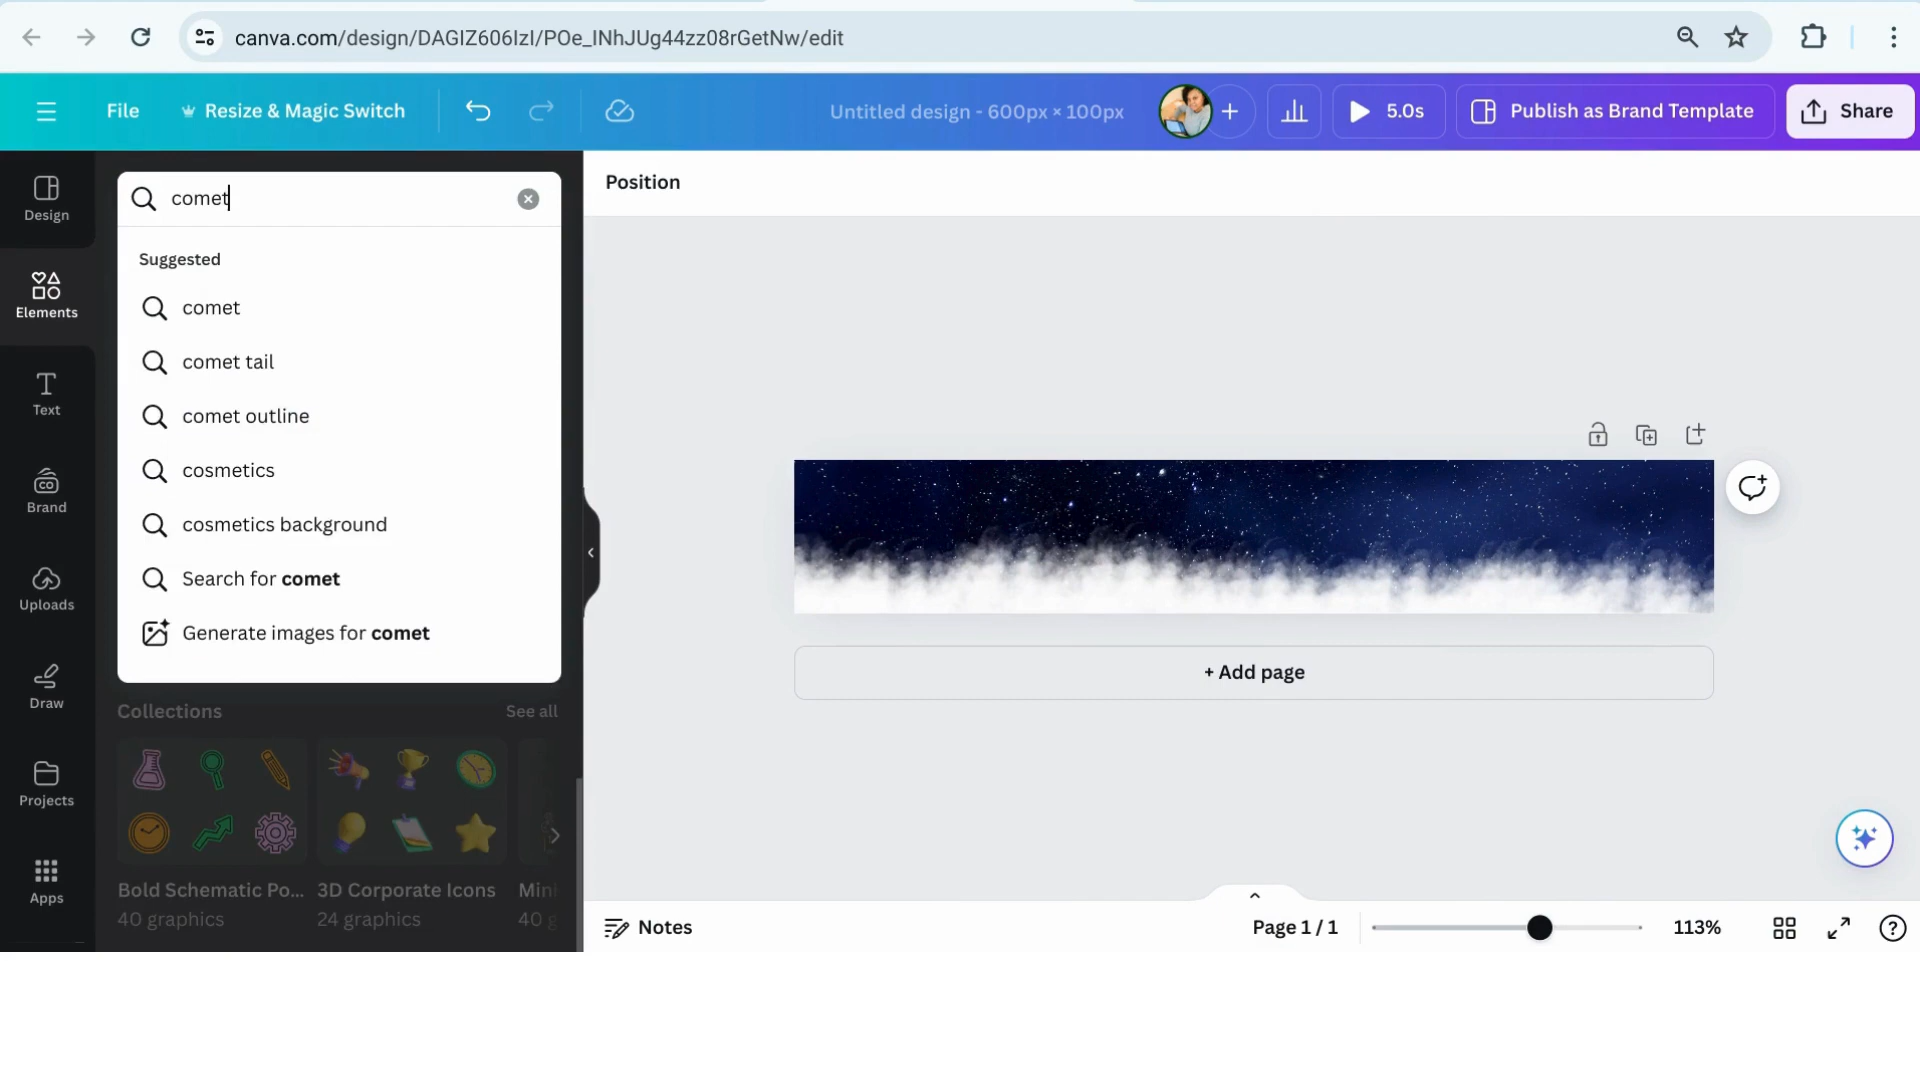 canva.com/design/DAGIZ606IzI/POe_INhJUg44zz08rGetNw/edit
File
Resize & Magic Switch
Untitled design - 600px × 100px
5.0s
Publish as Brand Template
Share
Design
Elements
Text
Brand
Uploads
Draw
Projects
Apps
comet
Suggested
comet
comet tail
comet outline
cosmetics
cosmetics background
Search for comet
Generate images for comet
Collections
See all
Bold Schematic Po...
40 graphics
3D Corporate Icons
24 graphics
Position
+ Add page
Notes
Page 1 / 1
113%